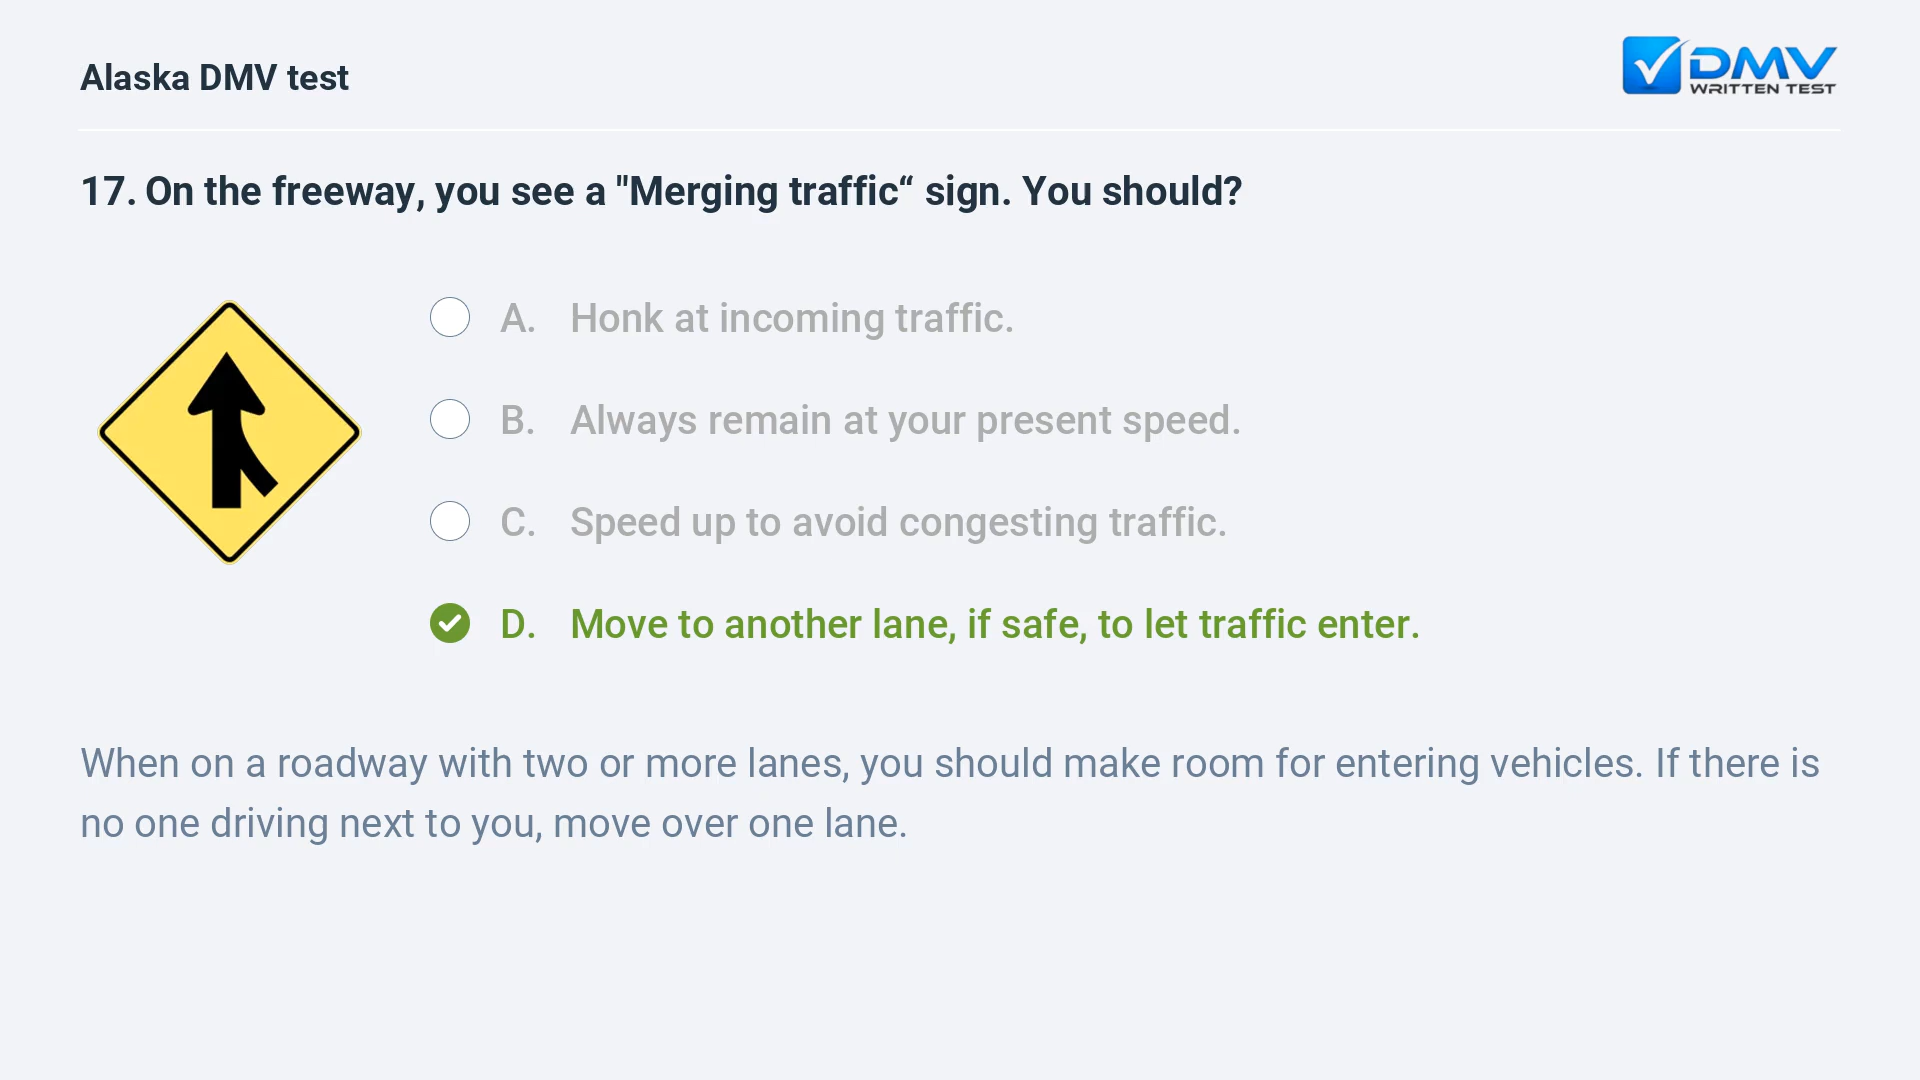 Alaska DMV test
DMV
WRITTEN TEST
17. On the freeway, you see a "Merging traffic“ sign. You should?
A. Honk at incoming traffic.
B. Always remain at your present speed.
C. Speed up to avoid congesting traffic.
D. Move to another lane, if safe, to let traffic enter.
When on a roadway with two or more lanes, you should make room for entering vehicles. If there is
no one driving next to you, move over one lane.